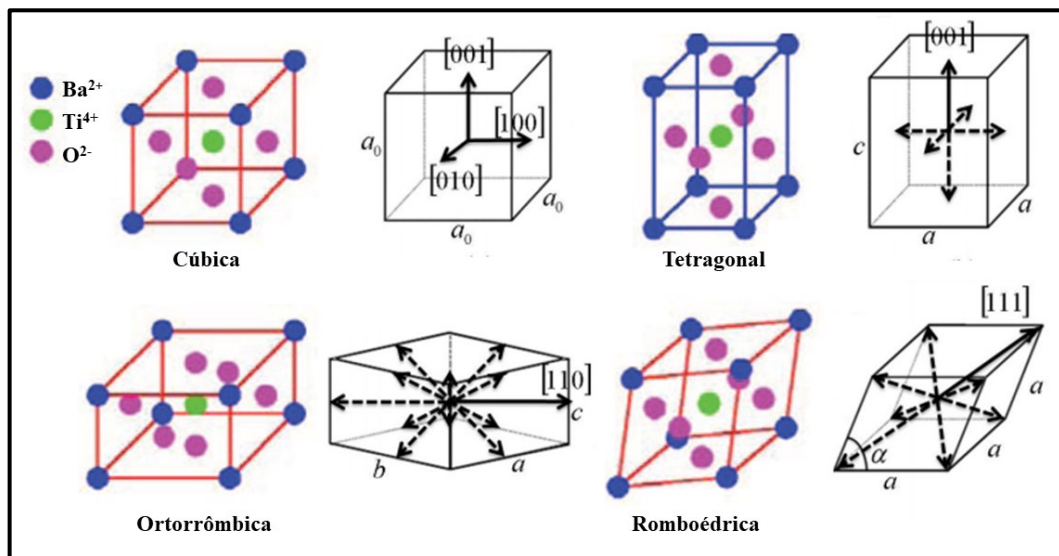 Ba²⁺
Ti⁴⁺
O²⁻
[001]
[100]
[010]
a₀
a₀
a₀
Cúbica
[001]
c
a
a
Tetragonal
[110]
c
b
a
Ortorrômbica
[111]
α
a
a
Romboédrica